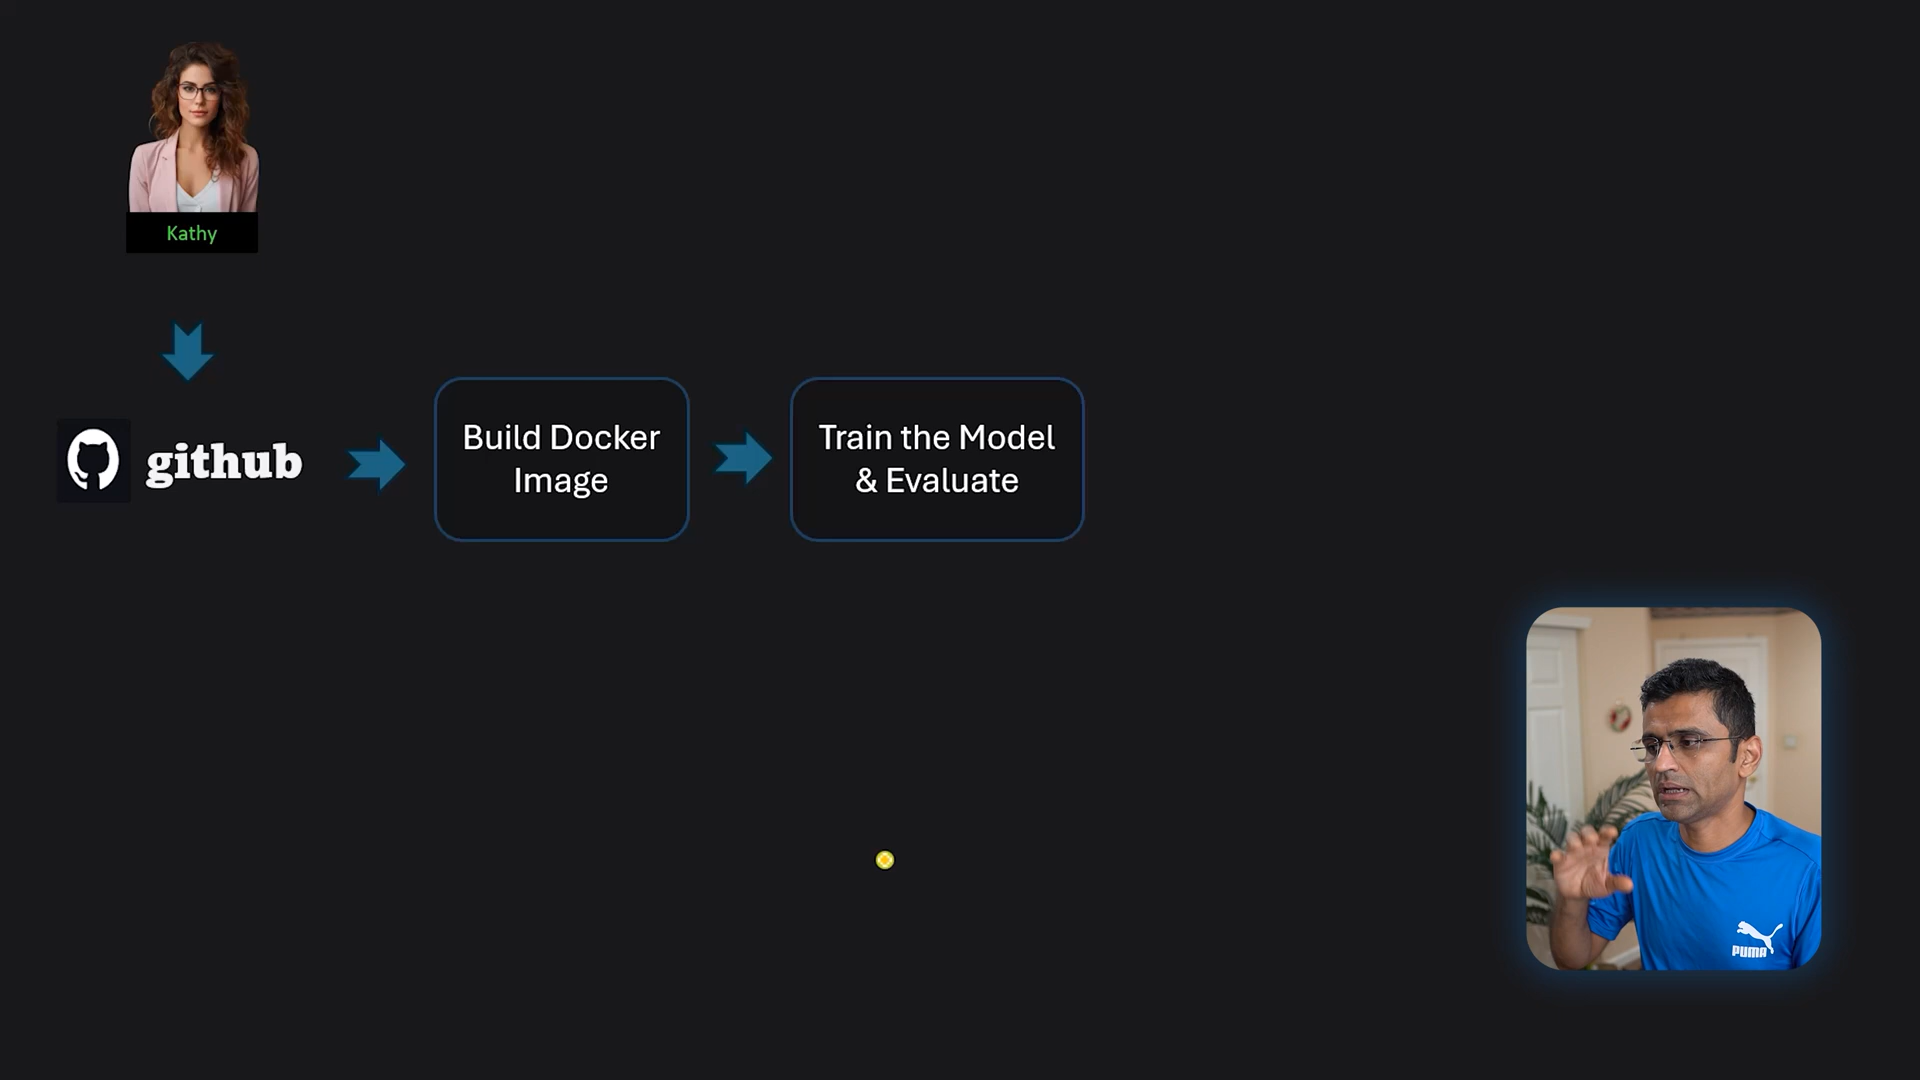 Kathy
github
Build Docker
Image
Train the Model
& Evaluate
PUMA